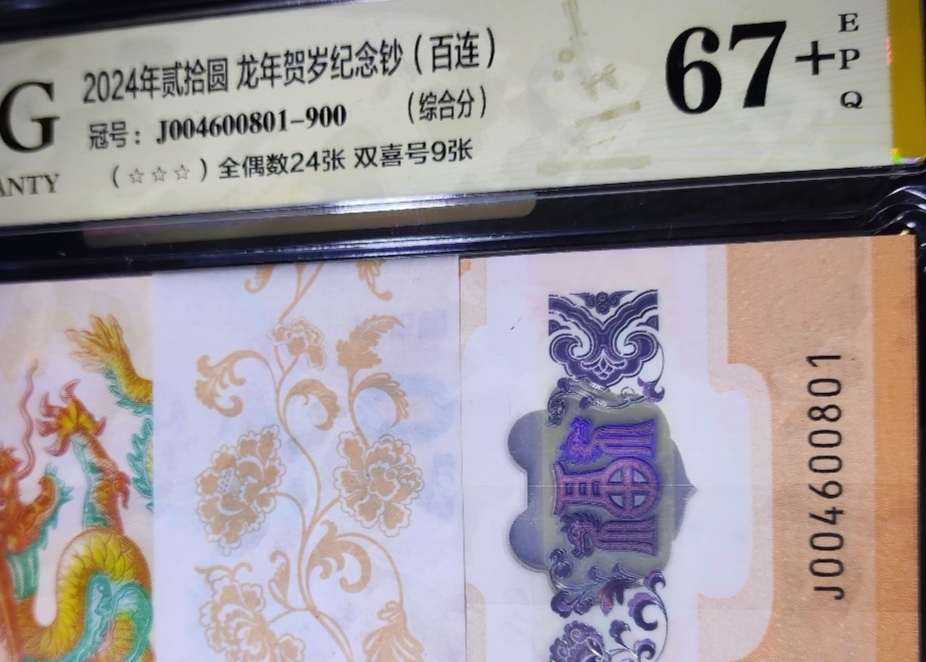 G
ANTY
2024年贰拾圆 龙年贺岁纪念钞（百连）
冠号：J004600801-900 （综合分）
（☆☆☆）全偶数24张 双喜号9张
67+
EPQ
福
J004600801